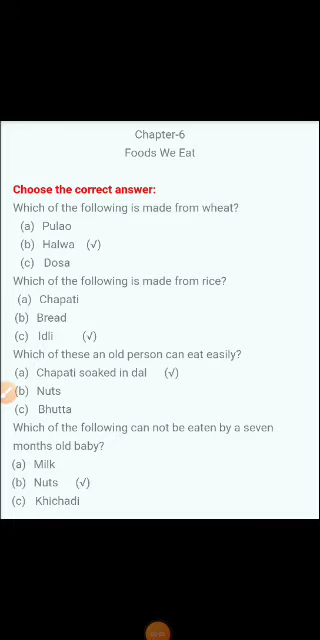 Chapter-6
Foods We Eat
Choose the correct answer:
Which of the following is made from wheat?
(a) Pulao
(b) Halwa (√)
(c) Dosa
Which of the following is made from rice?
(a) Chapati
(b) Bread
(c) Idli (√)
Which of these an old person can eat easily?
(a) Chapati soaked in dal (√)
(b) Nuts
(c) Bhutta
Which of the following can not be eaten by a seven
months old baby?
(a) Milk
(b) Nuts (√)
(c) Khichadi